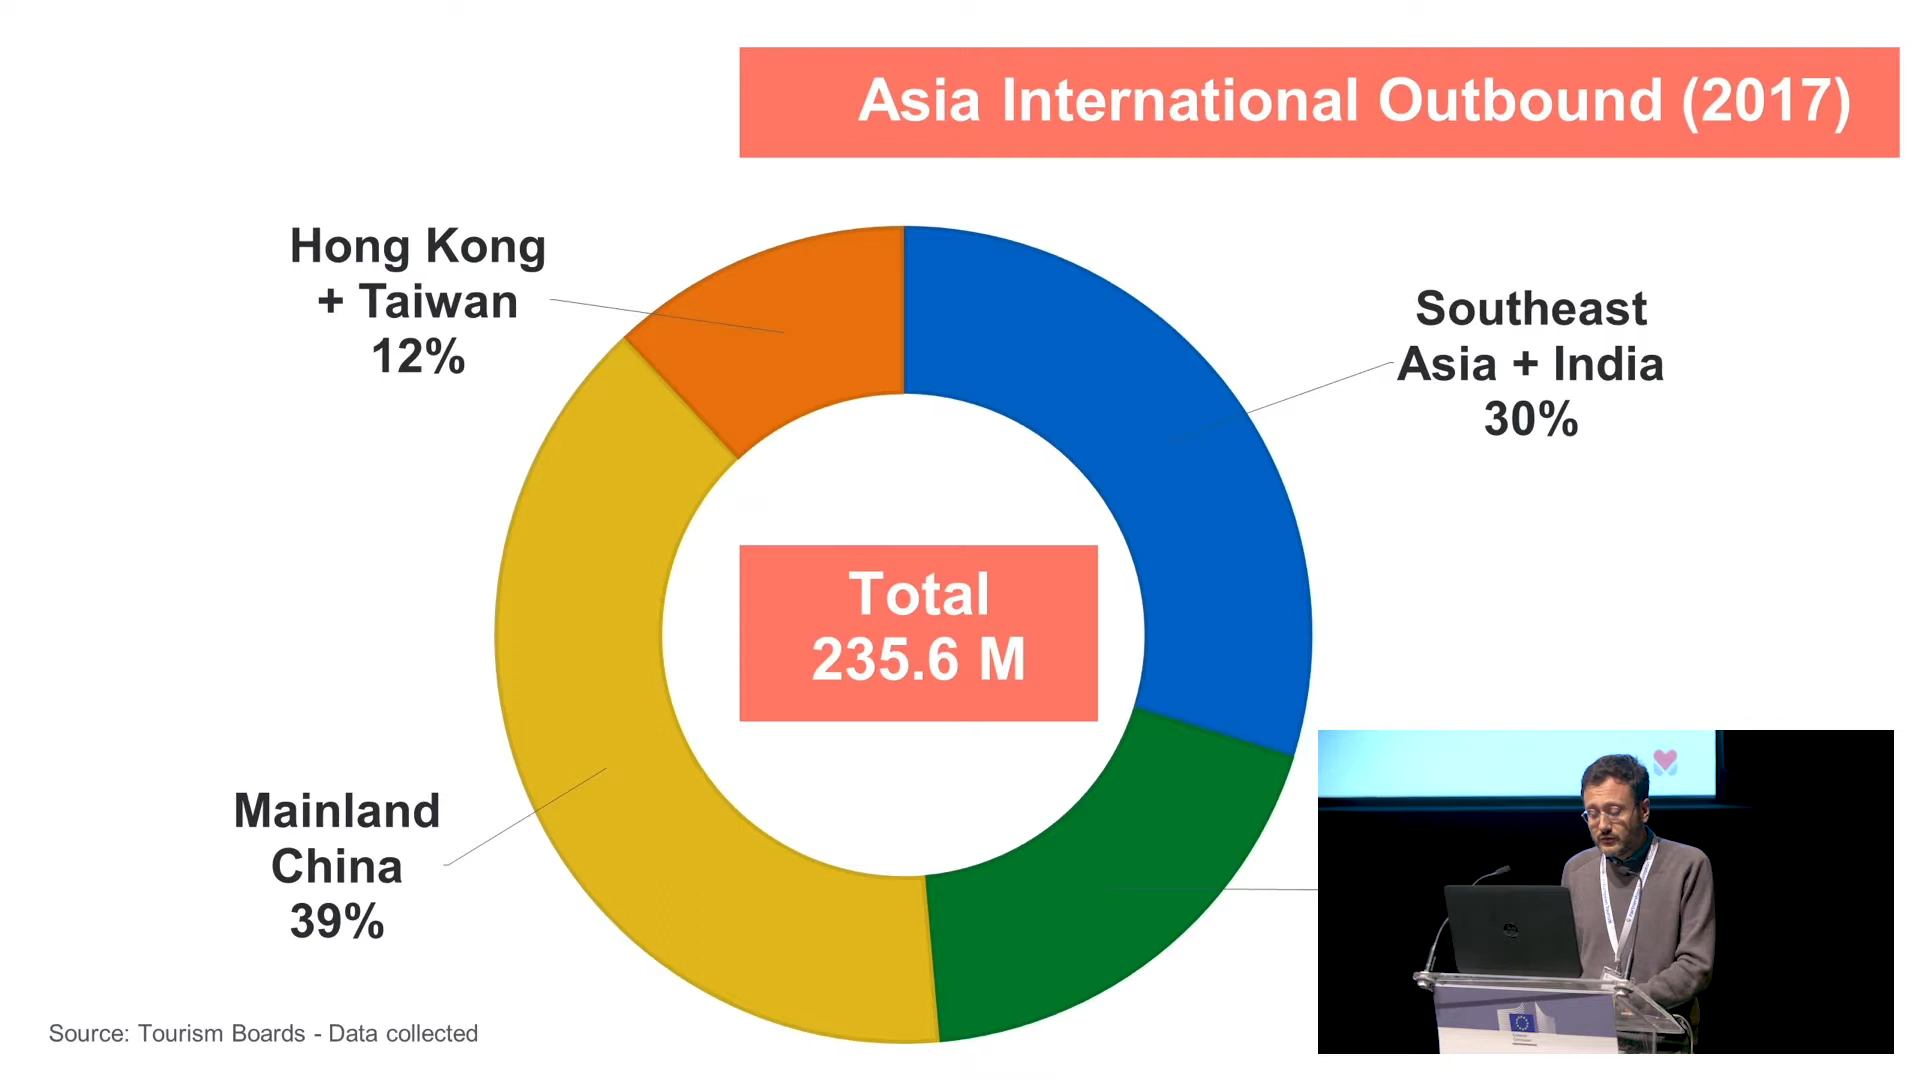 Asia International Outbound (2017)
Hong Kong
+ Taiwan
12%
Southeast
Asia + India
30%
Total
235.6 M
Mainland
China
39%
Source: Tourism Boards - Data collected